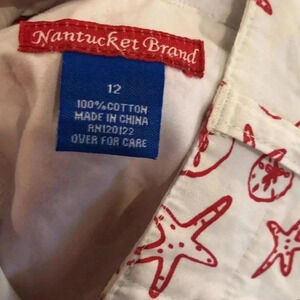 Nantucket Brand
12
100% COTTON
MADE IN CHINA
RN120122
OVER FOR CARE